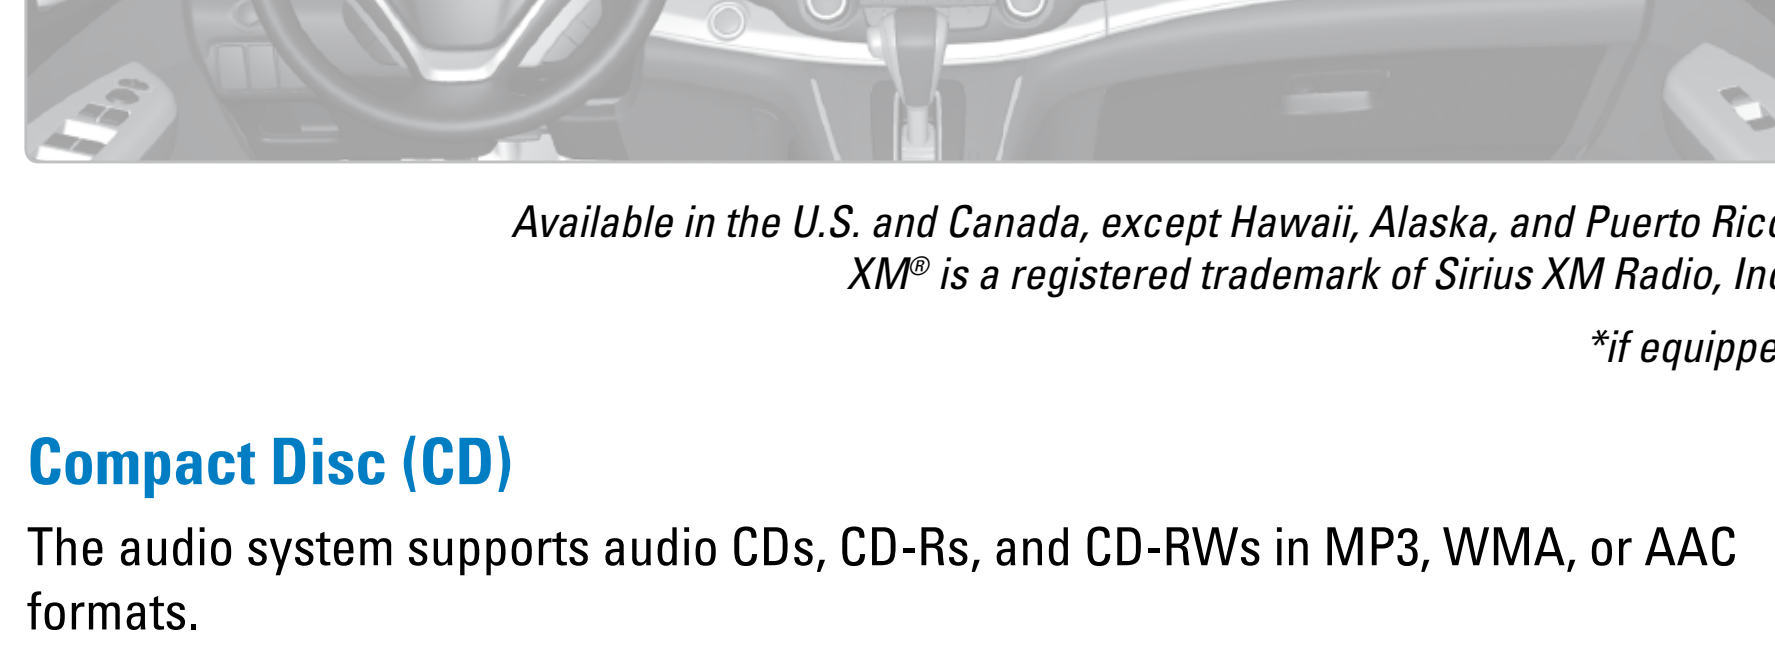 Available in the U.S. and Canada, except Hawaii, Alaska, and Puerto
XM® is a registered trademark of Sirius XM Radio,
*if
Compact Disc (CD)
The audio system supports audio CDs, CD-Rs, and CD-RWs in MP3, WMA, or AAC
formats.